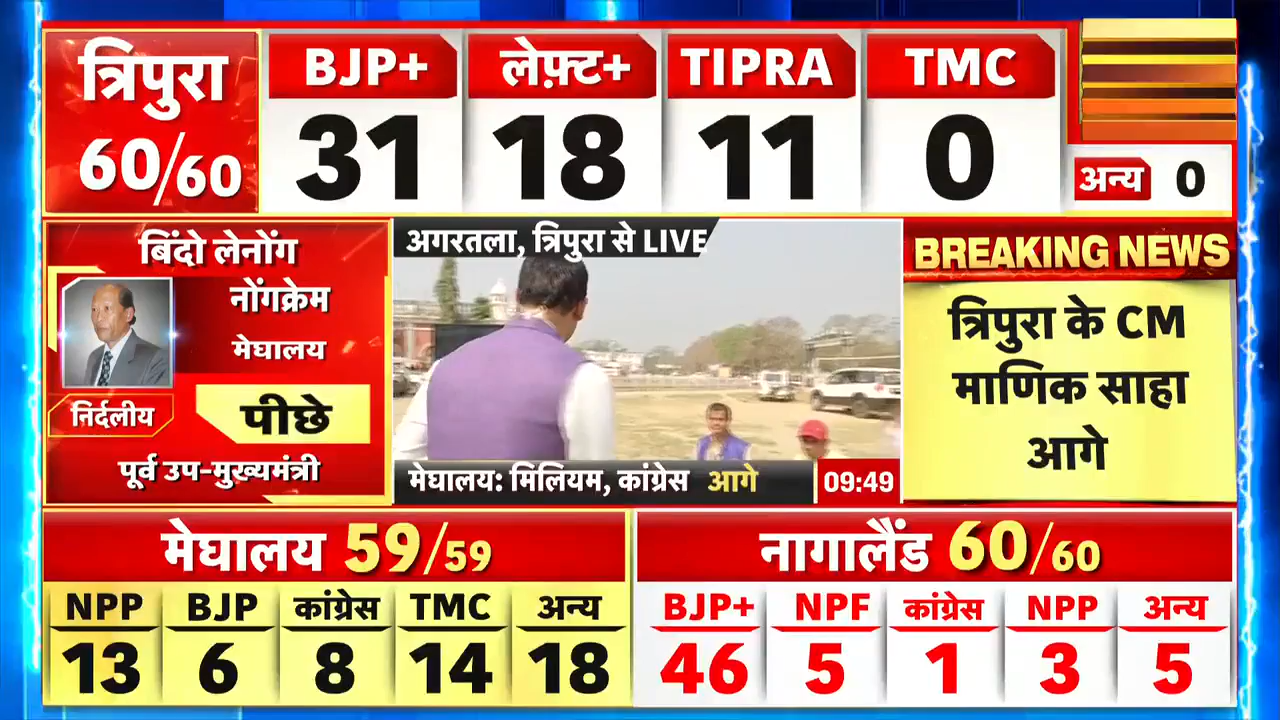 त्रिपुरा
60/60
BJP+ लेफ़्ट+ TIPRA TMC
31 18 11 0
अन्य 0
बिंदो लेनोंग
नोंगक्रेम
मेघालय
निर्दलीय
पीछे
पूर्व उप-मुख्यमंत्री
अगरतला, त्रिपुरा से LIVE
मेघालय: मिलियम, कांग्रेस आगे
09:49
BREAKING NEWS
त्रिपुरा के CM
माणिक साहा
आगे
मेघालय 59/59
NPP BJP कांग्रेस TMC अन्य
13 6 8 14 18
नागालैंड 60/60
BJP+ NPF कांग्रेस NPP अन्य
46 5 1 3 5